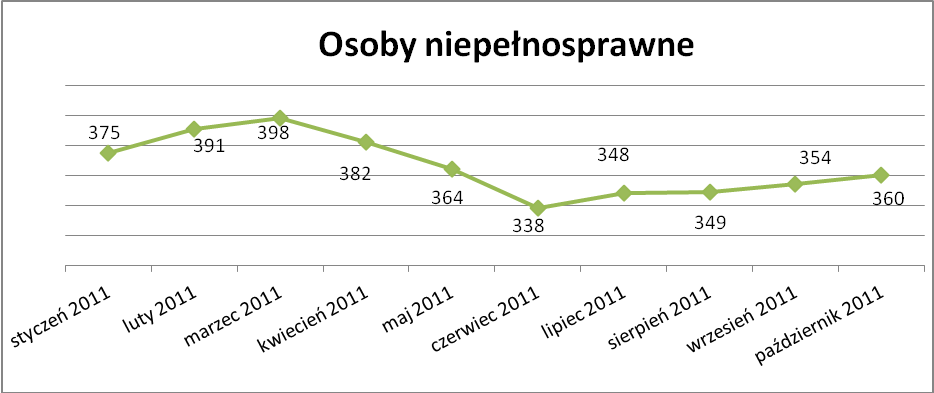 Osoby niepełnosprawne
375
391
398
382
364
338
348
349
354
360
styczeń 2011
luty 2011
marzec 2011
kwiecień 2011
maj 2011
czerwiec 2011
lipiec 2011
sierpień 2011
wrzesień 2011
październik 2011